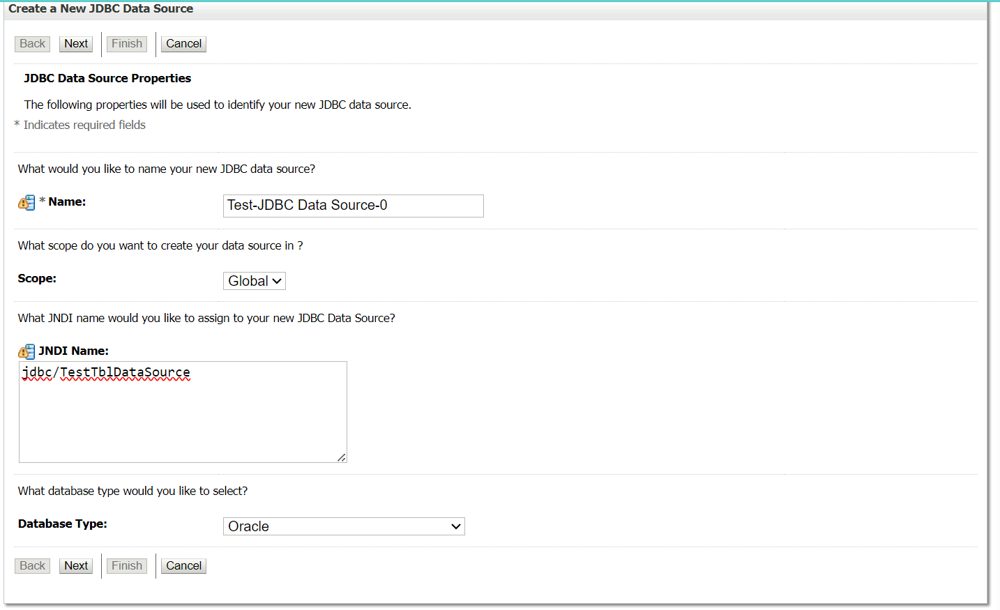 Create a New JDBC Data Source
Back Next Finish Cancel
JDBC Data Source Properties
The following properties will be used to identify your new JDBC data source.
* Indicates required fields
What would you like to name your new JDBC data source?
* Name: Test-JDBC Data Source-0
What scope do you want to create your data source in ?
Scope: Global
What JNDI name would you like to assign to your new JDBC Data Source?
JNDI Name:
jdbc/TestTblDataSource
What database type would you like to select?
Database Type: Oracle
Back Next Finish Cancel